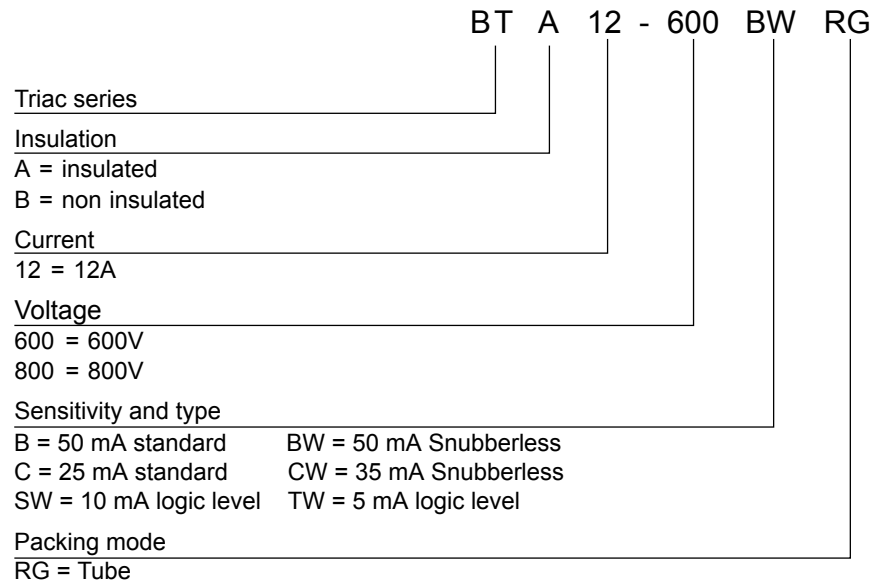 BT A 12 - 600 BW RG
Triac series
Insulation
A = insulated
B = non insulated
Current
12 = 12A
Voltage
600 = 600V
800 = 800V
Sensitivity and type
B = 50 mA standard BW = 50 mA Snubberless
C = 25 mA standard CW = 35 mA Snubberless
SW = 10 mA logic level TW = 5 mA logic level
Packing mode
RG = Tube